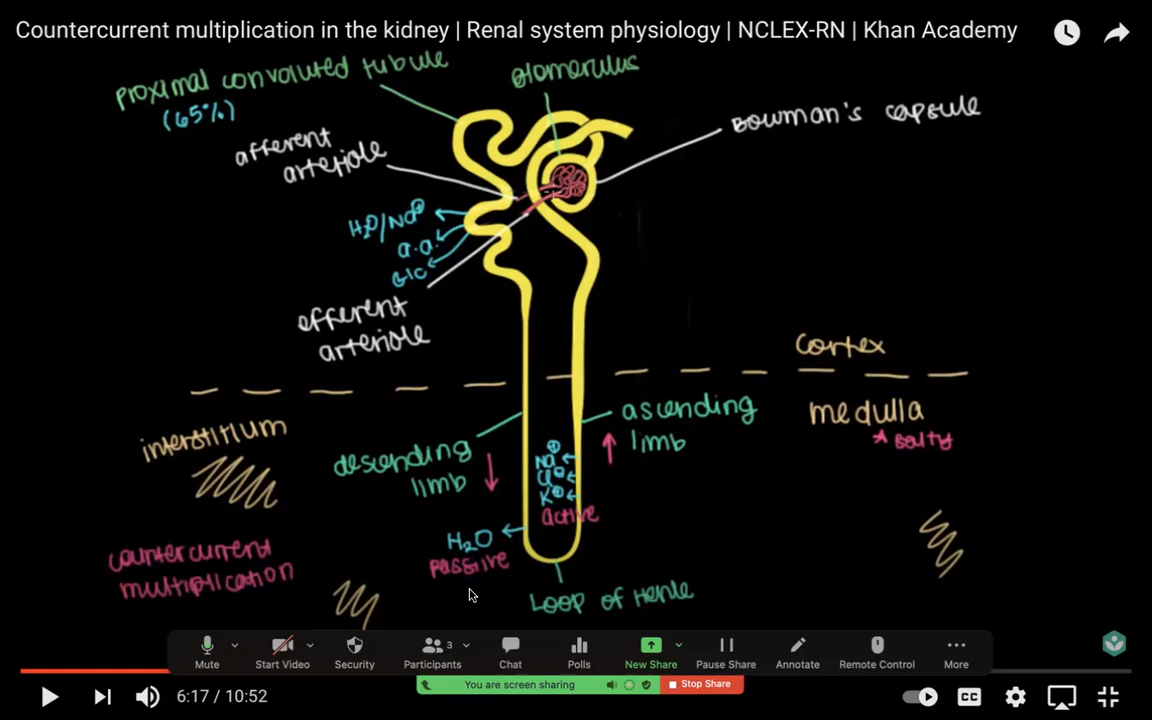 Countercurrent multiplication in the kidney | Renal system physiology | NCLEX-RN | Khan Academy
proximal convoluted tubule
(65%)
glomerulus
Bowman's capsule
afferent
arteriole
H2O/Na⊕
a.a.
Glc
efferent
arteriole
cortex
medulla
* salty
interstitium
descending
limb
ascending
limb
Na⊕
Cl⊖
K⊕
active
H2O
passive
countercurrent
multiplication
Loop of Henle
Mute
Start Video
Security
Participants 3
Chat
Polls
New Share
Pause Share
Annotate
Remote Control
More
You are screen sharing
Stop Share
6:17 / 10:52
CC